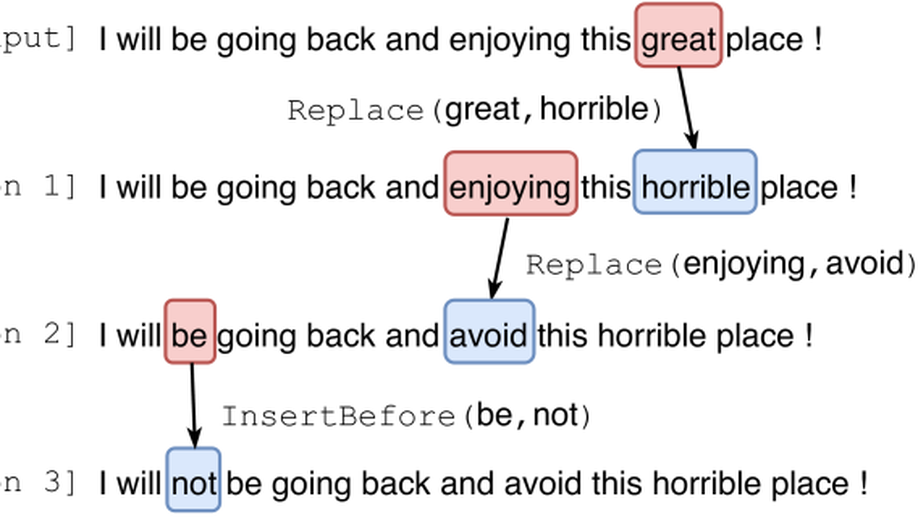 put] I will be going back and enjoying this great place !
Replace(great, horrible)
n 1] I will be going back and enjoying this horrible place !
Replace(enjoying, avoid)
n 2] I will be going back and avoid this horrible place !
InsertBefore(be, not)
n 3] I will not be going back and avoid this horrible place !